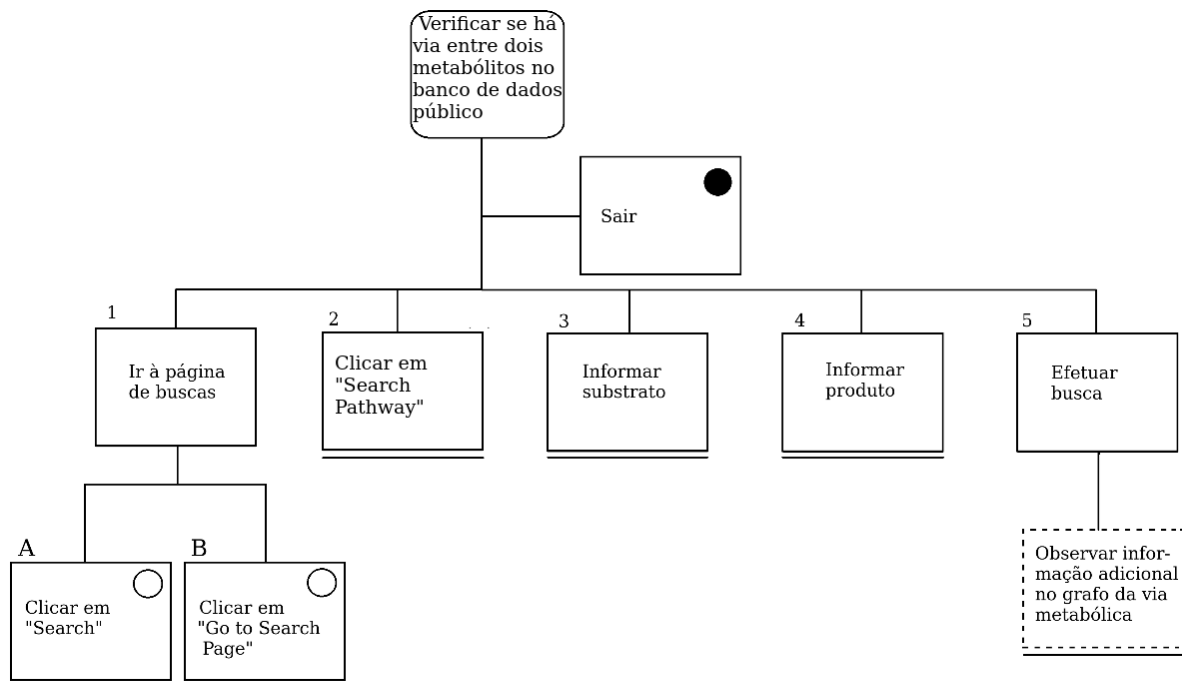 Verificar se há
via entre dois
metabólitos no
banco de dados
público
Sair
1
Ir à página
de buscas
2
Clicar em
"Search
Pathway"
3
Informar
substrato
4
Informar
produto
5
Efetuar
busca
A
Clicar em
"Search"
B
Clicar em
"Go to Search
Page"
Observar infor-
mação adicional
no grafo da via
metabólica